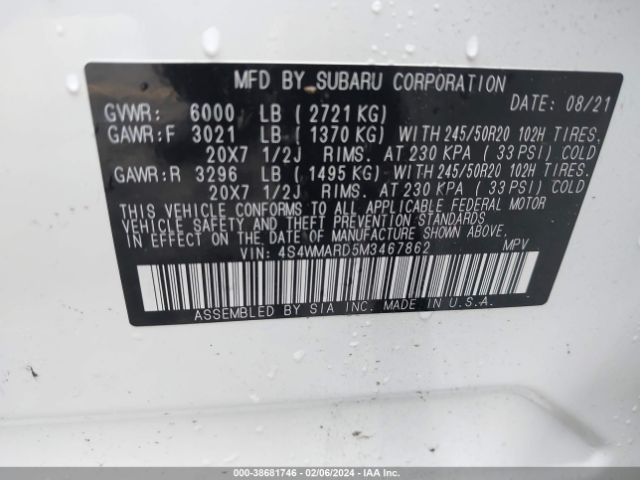 MFD BY SUBARU CORPORATION
DATE: 08/21
GVWR: 6000 LB ( 2721 KG)
GAWR:F 3021 LB ( 1370 KG) WITH 245/50R20 102H TIRES.
20X7 1/2J RIMS. AT 230 KPA ( 33 PSI) COLD
GAWR:R 3296 LB ( 1495 KG) WITH 245/50R20 102H TIRES.
20X7 1/2J RIMS. AT 230 KPA ( 33 PSI) COLD
THIS VEHICLE CONFORMS TO ALL APPLICABLE FEDERAL MOTOR
VEHICLE SAFETY AND THEFT PREVENTION STANDARDS
IN EFFECT ON THE DATE OF MANUFACTURE SHOWN ABOVE.
VIN: 4S4WMARD5M3467862 MPV
ASSEMBLED BY SIA INC. MADE IN U.S.A.
000-38681746 - 02/06/2024 - IAA Inc.